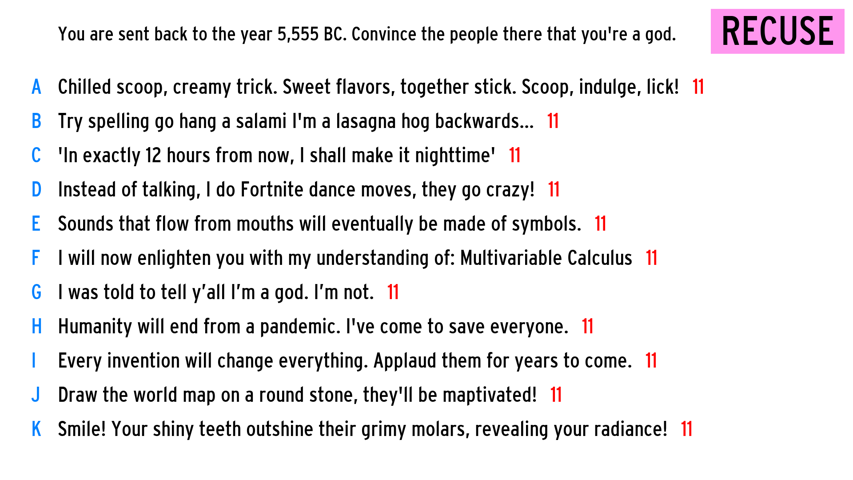 You are sent back to the year 5,555 BC. Convince the people there that you're a god.
RECUSE
A Chilled scoop, creamy trick. Sweet flavors, together stick. Scoop, indulge, lick! 11
B Try spelling go hang a salami I'm a lasagna hog backwards... 11
C 'In exactly 12 hours from now, I shall make it nighttime' 11
D Instead of talking, I do Fortnite dance moves, they go crazy! 11
E Sounds that flow from mouths will eventually be made of symbols. 11
F I will now enlighten you with my understanding of: Multivariable Calculus 11
G I was told to tell y’all I’m a god. I’m not. 11
H Humanity will end from a pandemic. I've come to save everyone. 11
I Every invention will change everything. Applaud them for years to come. 11
J Draw the world map on a round stone, they'll be maptivated! 11
K Smile! Your shiny teeth outshine their grimy molars, revealing your radiance! 11